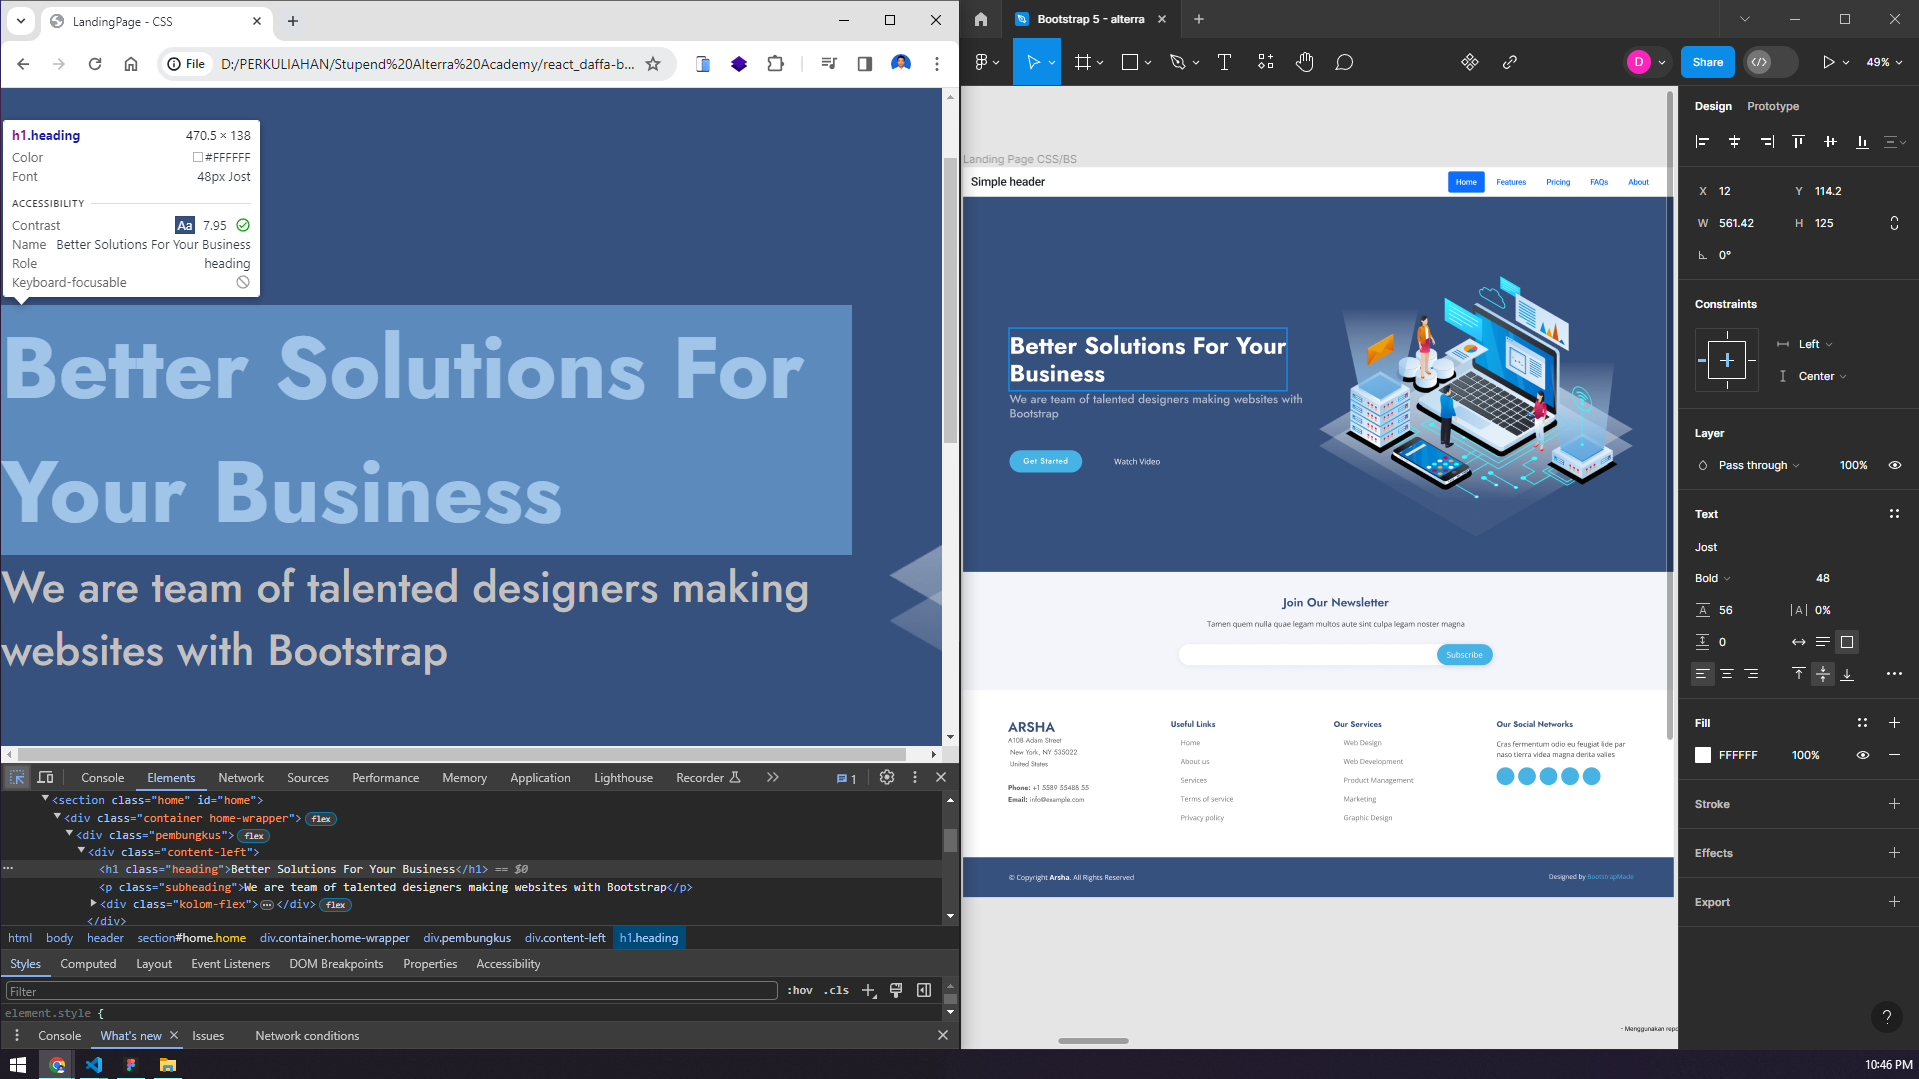 LandingPage - CSS
File
D:/PERKULIAHAN/Stupend%20Alterra%20Academy/react_daffa-b...
h1.heading
470.5 × 138
Color
#FFFFFF
Font
48px Jost
ACCESSIBILITY
Contrast
Aa
7.95
Name
Better Solutions For Your Business
Role
heading
Keyboard-focusable
Better Solutions For
Your Business
We are team of talented designers making
websites with Bootstrap
Console
Elements
Network
Sources
Performance
Memory
Application
Lighthouse
Recorder
1
<section class="home" id="home">
<div class="container home-wrapper"> flex
<div class="pembungkus"> flex
<div class="content-left">
<h1 class="heading">Better Solutions For Your Business</h1> == $0
<p class="subheading">We are team of talented designers making websites with Bootstrap</p>
<div class="kolom-flex"> ⋯ </div> flex
</div>
html
body
header
section#home.home
div.container.home-wrapper
div.pembungkus
div.content-left
h1.heading
Styles
Computed
Layout
Event Listeners
DOM Breakpoints
Properties
Accessibility
Filter
:hov
.cls
element.style {
Console
What's new
Issues
Network conditions
Bootstrap 5 - alterra
D
Share
49%
Landing Page CSS/BS
Simple header
Home
Features
Pricing
FAQs
About
Better Solutions For Your
Business
We are team of talented designers making websites with
Bootstrap
Get Started
Watch Video
Join Our Newsletter
Tamen quem nulla quae legam multos aute sint culpa legam noster magna
Subscribe
ARSHA
A108 Adam Street
New York, NY 535022
United States
Phone: +1 5589 55488 55
Email: info@example.com
Useful Links
Home
About us
Services
Terms of service
Privacy policy
Our Services
Web Design
Web Development
Product Management
Marketing
Graphic Design
Our Social Networks
Cras fermentum odio eu feugiat lide par
naso tierra videa magna derita valies
© Copyright Arsha. All Rights Reserved
Designed by BootstrapMade
- Menggunakan repo
Design
Prototype
X 12
Y 114.2
W 561.42
H 125
0°
Constraints
Left
Center
Layer
Pass through
100%
Text
Jost
Bold
48
A 56
|A| 0%
0
Fill
FFFFFF
100%
Stroke
Effects
Export
?
10:46 PM